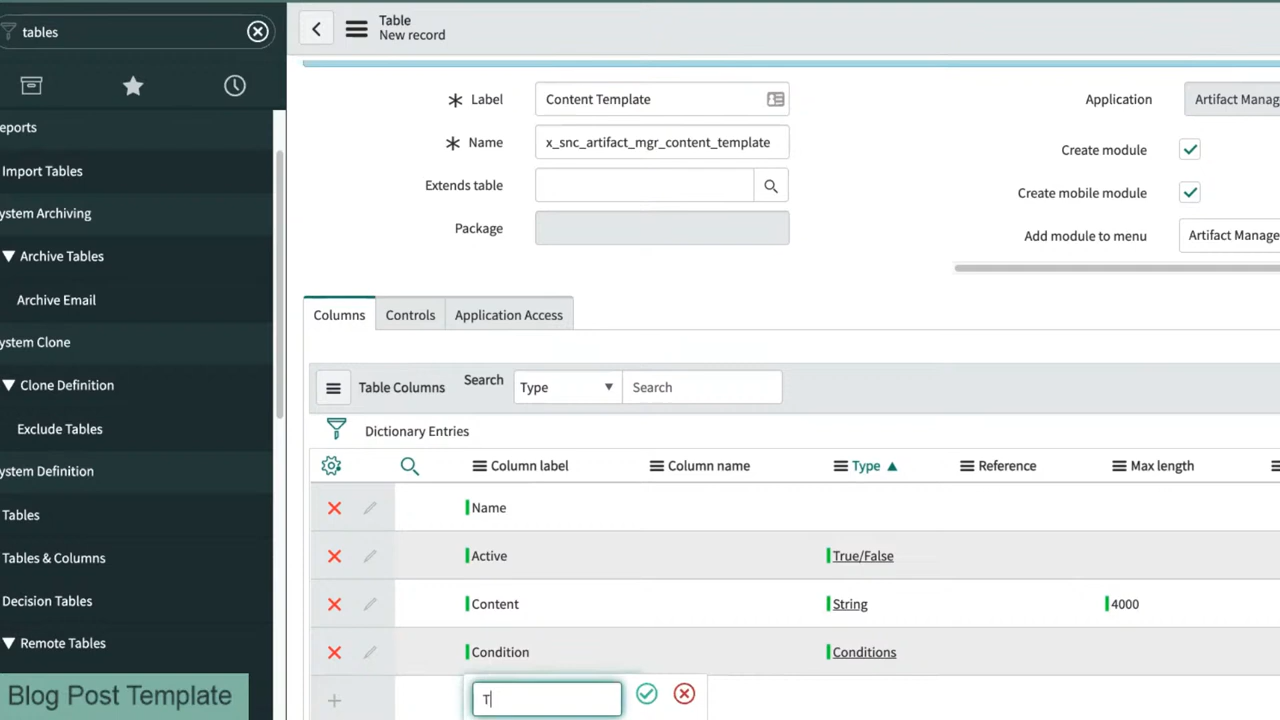 tables
Table
New record
Label
Content Template
Application
Artifact Manag
Name
x_snc_artifact_mgr_content_template
Create module
Extends table
Create mobile module
Package
Add module to menu
Artifact Manage
eports
Import Tables
ystem Archiving
Archive Tables
Archive Email
ystem Clone
Clone Definition
Exclude Tables
ystem Definition
Tables
Tables & Columns
Decision Tables
Remote Tables
Blog Post Template
Columns
Controls
Application Access
Table Columns
Search
Type
Search
Dictionary Entries
Column label
Column name
Type
Reference
Max length
Name
Active
True/False
Content
String
4000
Condition
Conditions
T